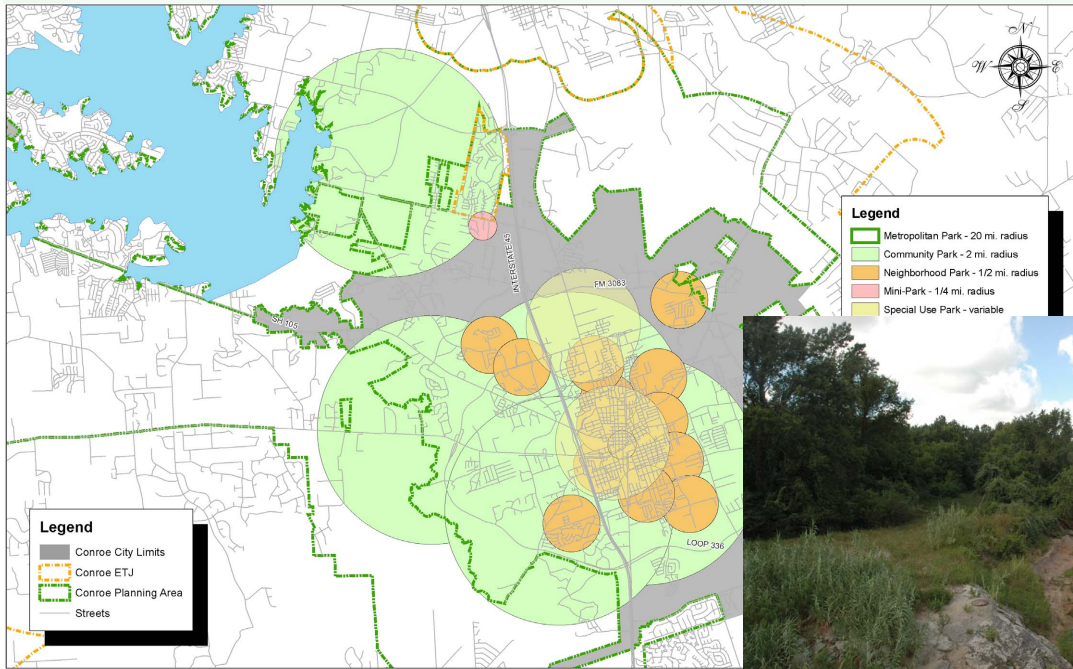 N
W
E
S
INTERSTATE 45
FM 3083
SH 105
LOOP 336
Legend
Metropolitan Park - 20 mi. radius
Community Park - 2 mi. radius
Neighborhood Park - 1/2 mi. radius
Mini-Park - 1/4 mi. radius
Special Use Park - variable
Legend
Conroe City Limits
Conroe ETJ
Conroe Planning Area
Streets